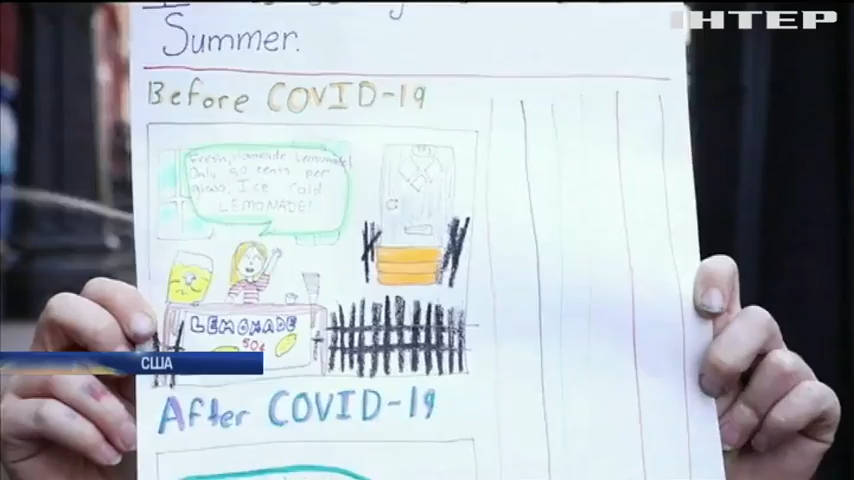 ІНТЕР
Summer.
Before COVID-19
Fresh, Homeade Lemonade!
Only 50 cents per
glass, Ice Cold
LEMONADE!
LEMONADE
50¢
США
After COVID-19